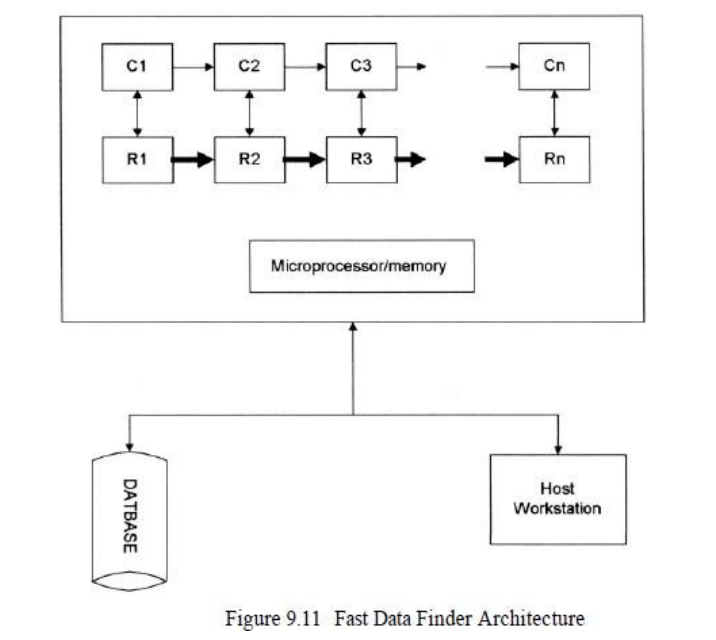 C1 C2 C3 Cn
R1 R2 R3 Rn
Microprocessor/memory
DATBASE
Host
Workstation
Figure 9.11 Fast Data Finder Architecture